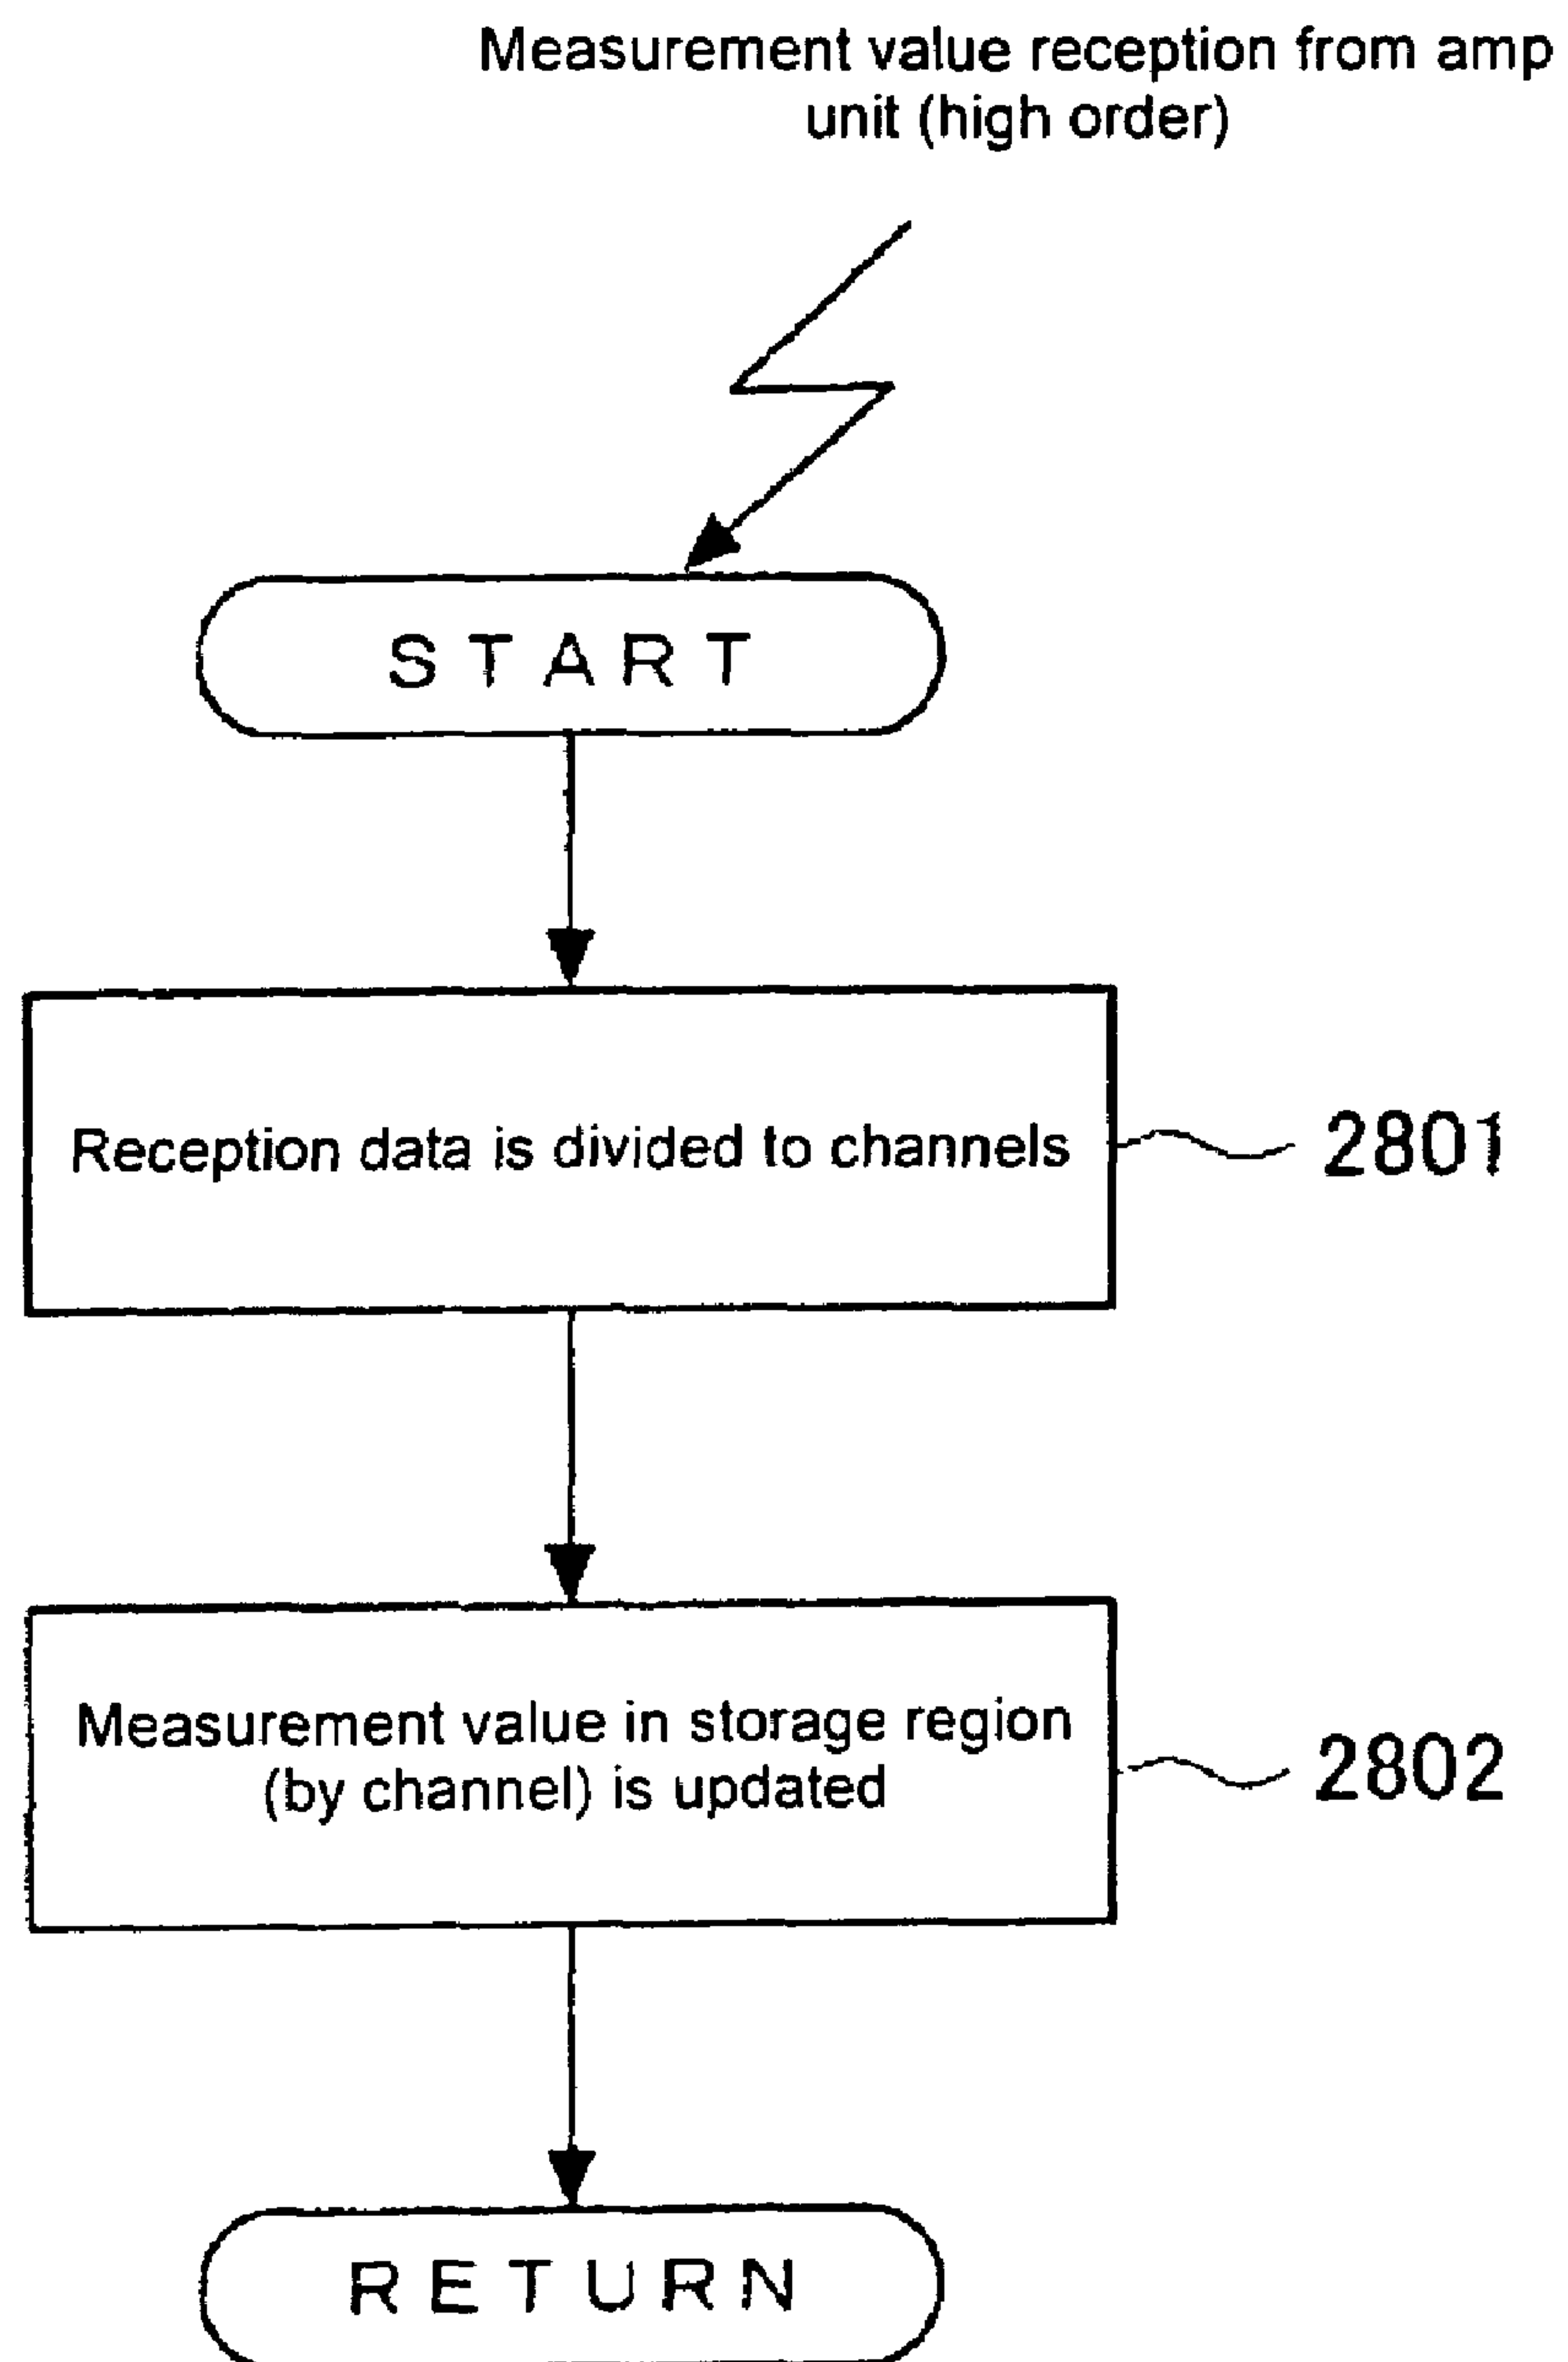 Measurement value reception from amp
unit (high order)
START
Reception data is divided to channels
2801
Measurement value in storage region
(by channel) is updated
2802
RETURN